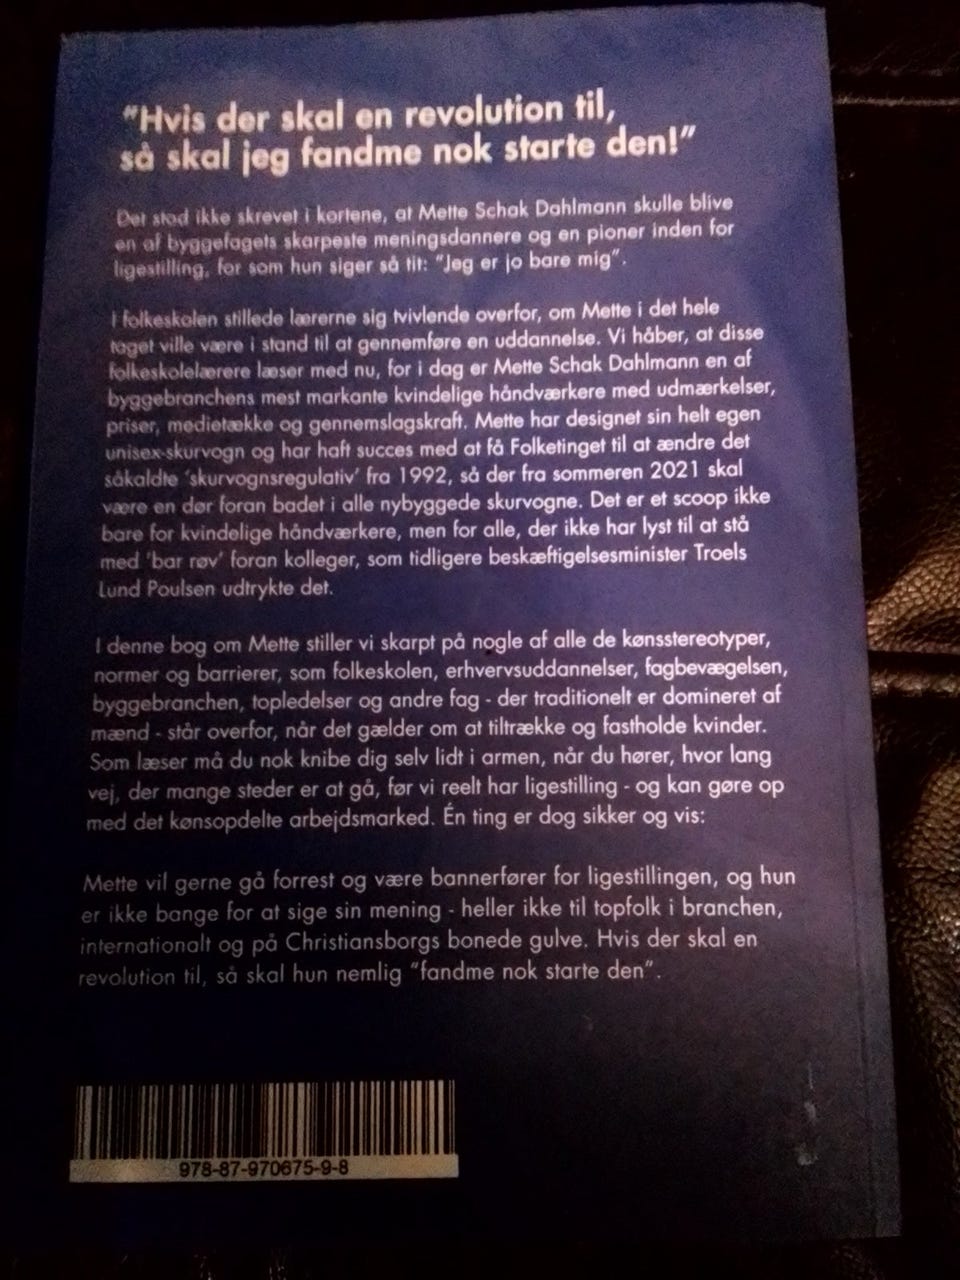 "Hvis der skal en revolution til,
så skal jeg fandme nok starte den!"
Det stod ikke skrevet i kortene, at Mette Schak Dahlmann skulle blive
en af byggefagets skarpeste meningsdannere og en pioner inden for
ligestilling, for som hun siger så tit: "Jeg er jo bare mig".
I folkeskolen stillede lærerne sig tvivlende overfor, om Mette i det hele
taget ville være i stand til at gennemføre en uddannelse. Vi håber, at disse
folkeskolelærere læser med nu, for i dag er Mette Schak Dahlmann en af
byggebranchens mest markante kvindelige håndværkere med udmærkelser,
priser, medietække og gennemslagskraft. Mette har designet sin helt egen
unisex-skurvogn og har haft succes med at få Folketinget til at ændre det
såkaldte 'skurvognsregulativ' fra 1992, så der fra sommeren 2021 skal
være en dør foran badet i alle nybyggede skurvogne. Det er et scoop ikke
bare for kvindelige håndværkere, men for alle, der ikke har lyst til at stå
med 'bar røv' foran kolleger, som tidligere beskæftigelsesminister Troels
Lund Poulsen udtrykte det.
I denne bog om Mette stiller vi skarpt på nogle af alle de kønsstereotyper,
normer og barrierer, som folkeskolen, erhvervsuddannelser, fagbevægelsen,
byggebranchen, topledelser og andre fag - der traditionelt er domineret af
mænd - står overfor, når det gælder om at tiltrække og fastholde kvinder.
Som læser må du nok knibe dig selv lidt i armen, når du hører, hvor lang
vej, der mange steder er at gå, før vi reelt har ligestilling - og kan gøre op
med det kønsopdelte arbejdsmarked. Én ting er dog sikker og vis:
Mette vil gerne gå forrest og være bannerfører for ligestillingen, og hun
er ikke bange for at sige sin mening - heller ikke til topfolk i branchen,
internationalt og på Christiansborgs bonede gulve. Hvis der skal en
revolution til, så skal hun nemlig "fandme nok starte den".
978-87-970675-9-8